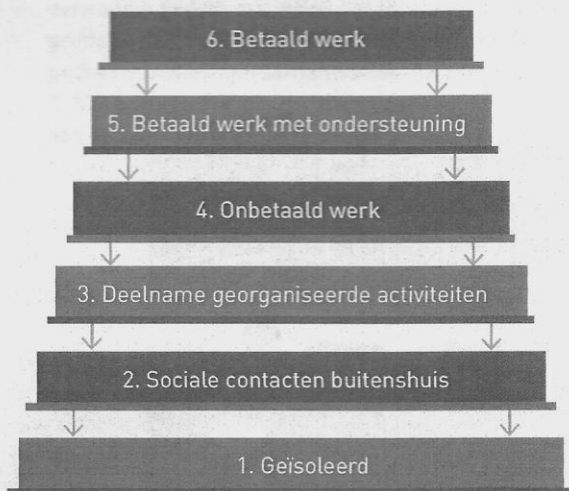 6. Betaald werk
5. Betaald werk met ondersteuning
4. Onbetaald werk
3. Deelname georganiseerde activiteiten
2. Sociale contacten buitenshuis
1. Geïsoleerd